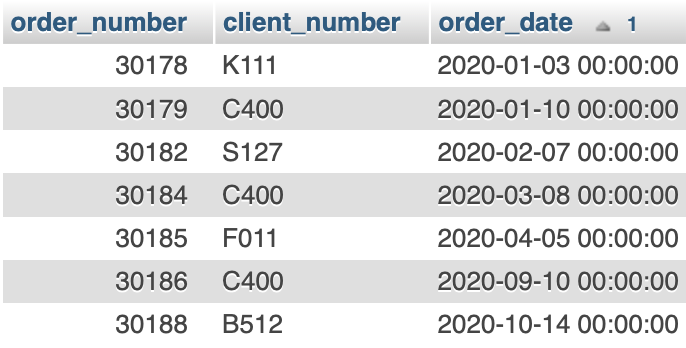 order_number client_number order_date 1
30178 K111 2020-01-03 00:00:00
30179 C400 2020-01-10 00:00:00
30182 S127 2020-02-07 00:00:00
30184 C400 2020-03-08 00:00:00
30185 F011 2020-04-05 00:00:00
30186 C400 2020-09-10 00:00:00
30188 B512 2020-10-14 00:00:00